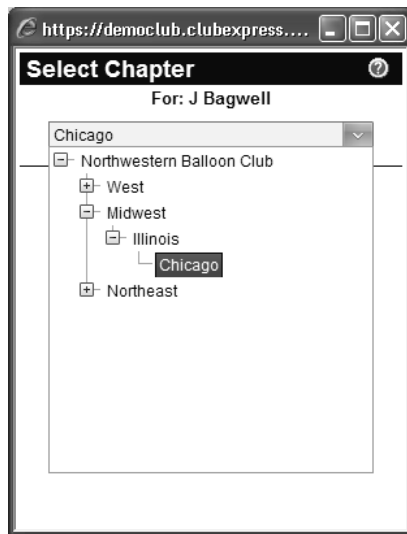 https://democlub.clubexpress....
Select Chapter
For: J Bagwell
Chicago
Northwestern Balloon Club
West
Midwest
Illinois
Chicago
Northeast